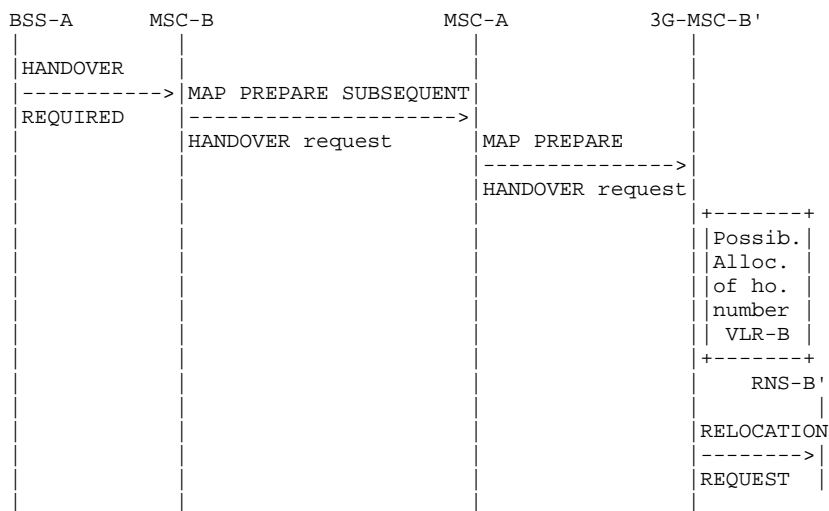 BSS-A MSC-B MSC-A 3G-MSC-B'
HANDOVER
MAP PREPARE SUBSEQUENT
REQUIRED
HANDOVER request MAP PREPARE
HANDOVER request
Possib.
Alloc.
of ho.
number
VLR-B
RNS-B'
RELOCATION
REQUEST